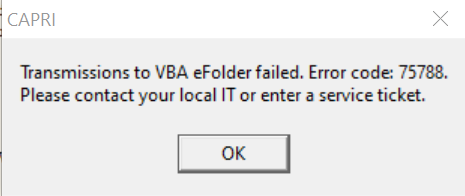 CAPRI
Transmissions to VBA eFolder failed. Error code: 75788.
Please contact your local IT or enter a service ticket.
OK